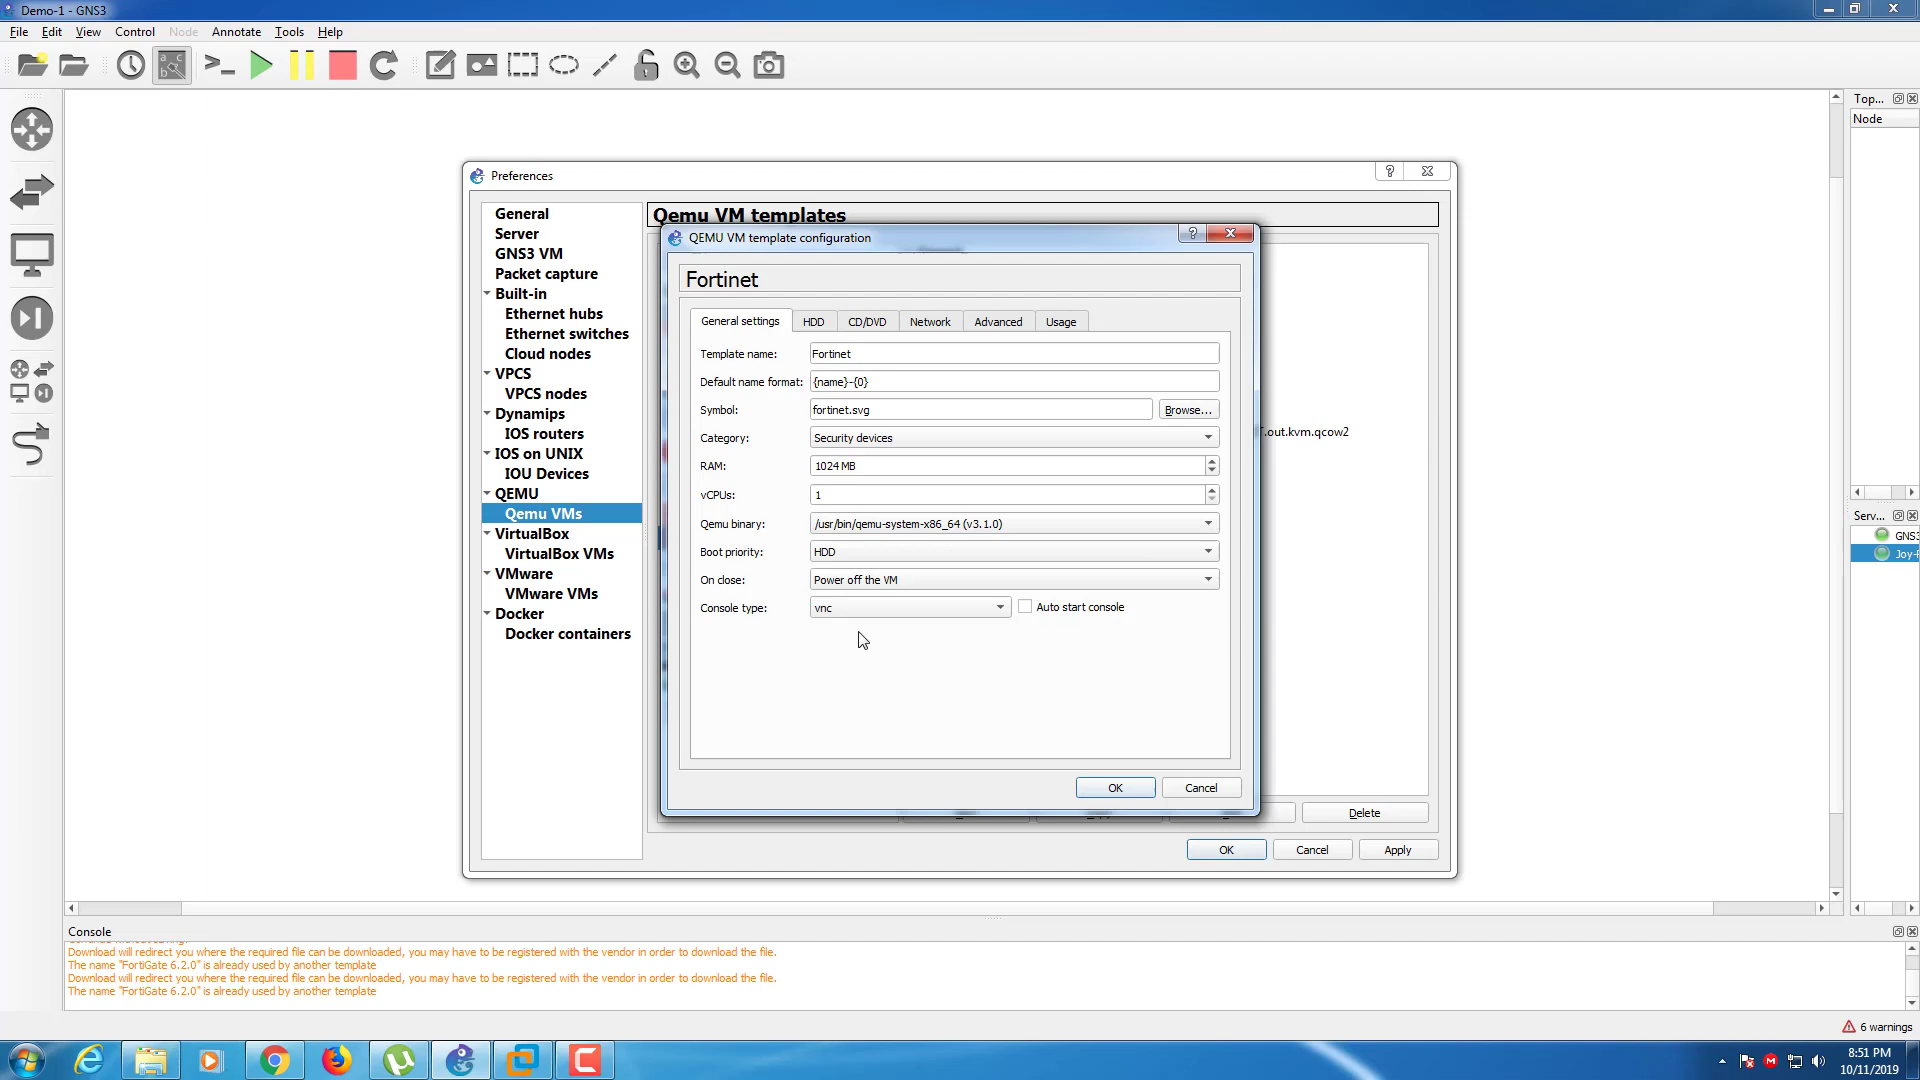 Demo-1 - GNS3
File Edit View Control Node Annotate Tools Help
Top...
Node
Preferences
General
Server
GNS3 VM
Packet capture
Built-in
Ethernet hubs
Ethernet switches
Cloud nodes
VPCS
VPCS nodes
Dynamips
IOS routers
IOS on UNIX
IOU Devices
QEMU
Qemu VMs
VirtualBox
VirtualBox VMs
VMware
VMware VMs
Docker
Docker containers
Qemu VM templates
QEMU VM template configuration
Fortinet
General settings HDD CD/DVD Network Advanced Usage
Template name: Fortinet
Default name format: {name}-{0}
Symbol: fortinet.svg Browse...
Category: Security devices
RAM: 1024 MB
vCPUs: 1
Qemu binary: /usr/bin/qemu-system-x86_64 (v3.1.0)
Boot priority: HDD
On close: Power off the VM
Console type: vnc Auto start console
OK Cancel
.out.kvm.qcow2
Delete
OK Cancel Apply
Serv...
GNS3
Joy-
Console
Download will redirect you where the required file can be downloaded, you may have to be registered with the vendor in order to download the file.
The name "FortiGate 6.2.0" is already used by another template
Download will redirect you where the required file can be downloaded, you may have to be registered with the vendor in order to download the file.
The name "FortiGate 6.2.0" is already used by another template
6 warnings
8:51 PM
10/11/2019